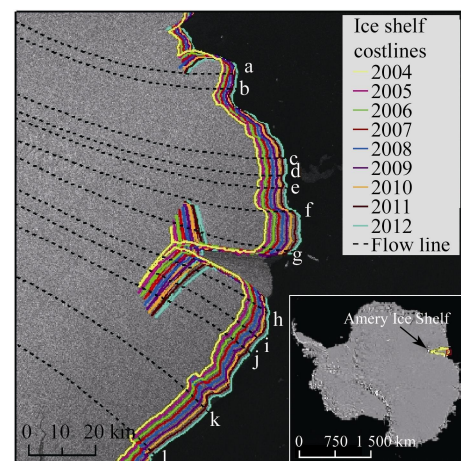 Ice shelf
costlines
2004
2005
2006
2007
2008
2009
2010
2011
2012
Flow line
a
b
c
d
e
f
g
h
i
j
k
l
0 10 20 km
Amery Ice Shelf
0 750 1 500 km